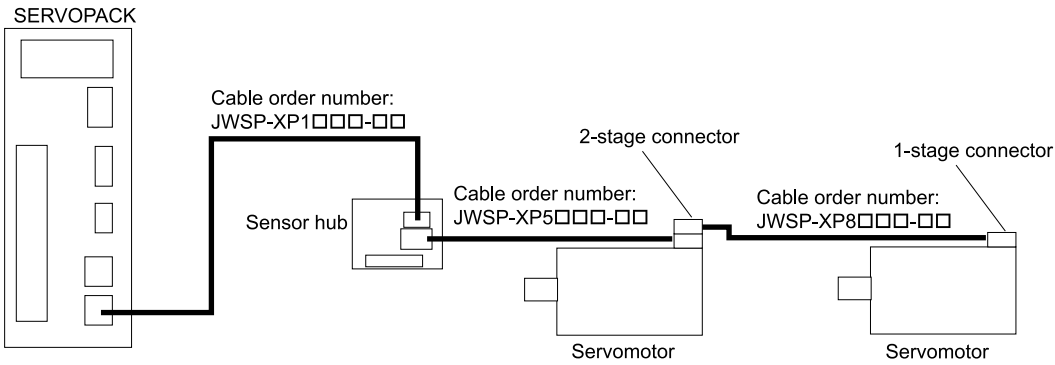 SERVOPACK
Cable order number:
JWSP-XP1□□□-□□
2-stage connector
1-stage connector
Sensor hub
Cable order number:
JWSP-XP5□□□-□□
Cable order number:
JWSP-XP8□□□-□□
Servomotor
Servomotor